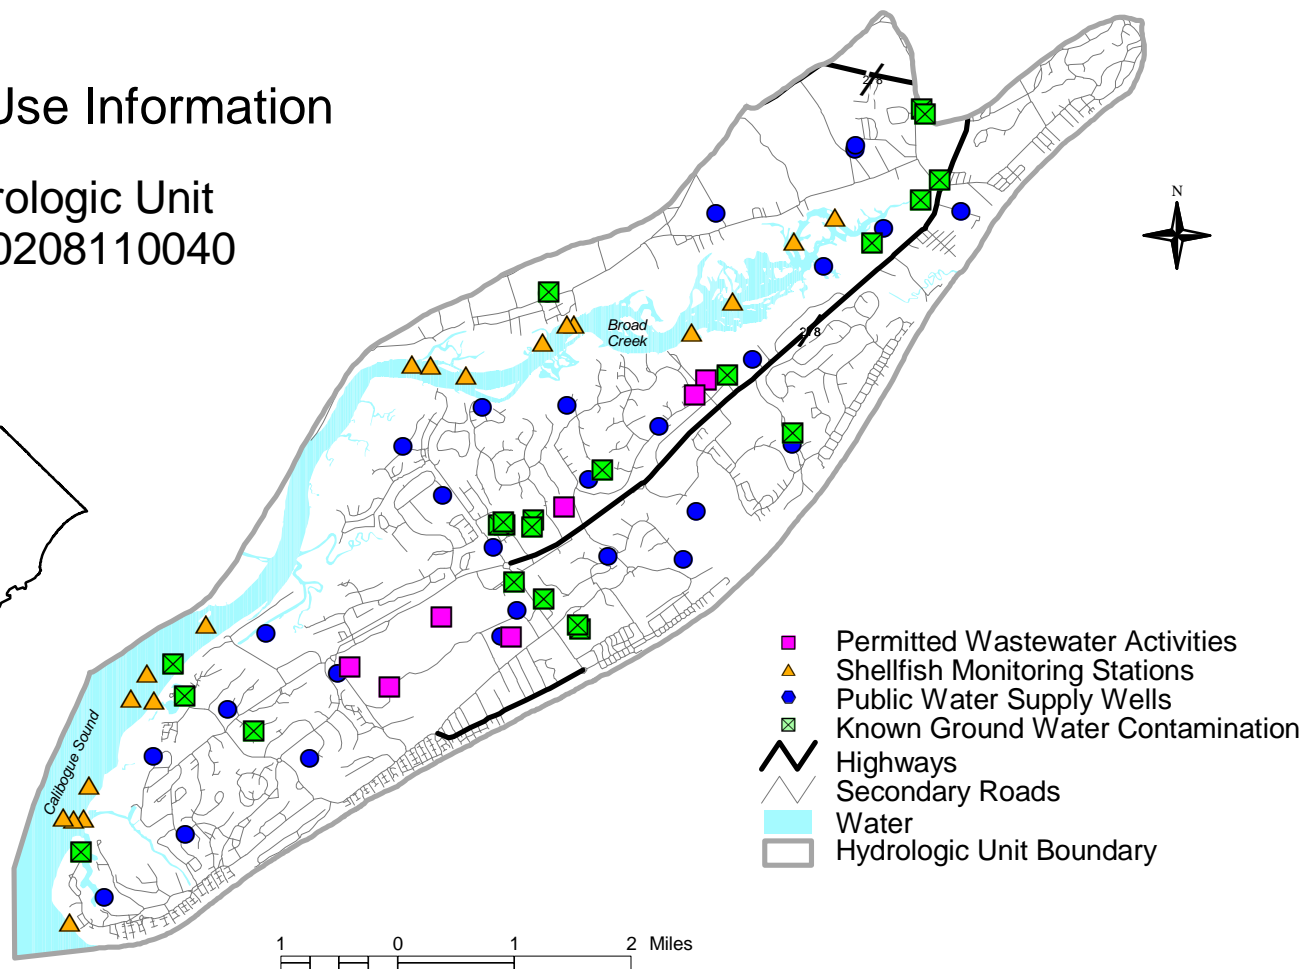 Use Information
rologic Unit
0208110040
278
N
Broad
Creek
278
Calibogue Sound
Permitted Wastewater Activities
Shellfish Monitoring Stations
Public Water Supply Wells
Known Ground Water Contamination
Highways
Secondary Roads
Water
Hydrologic Unit Boundary
1 0 1 2 Miles